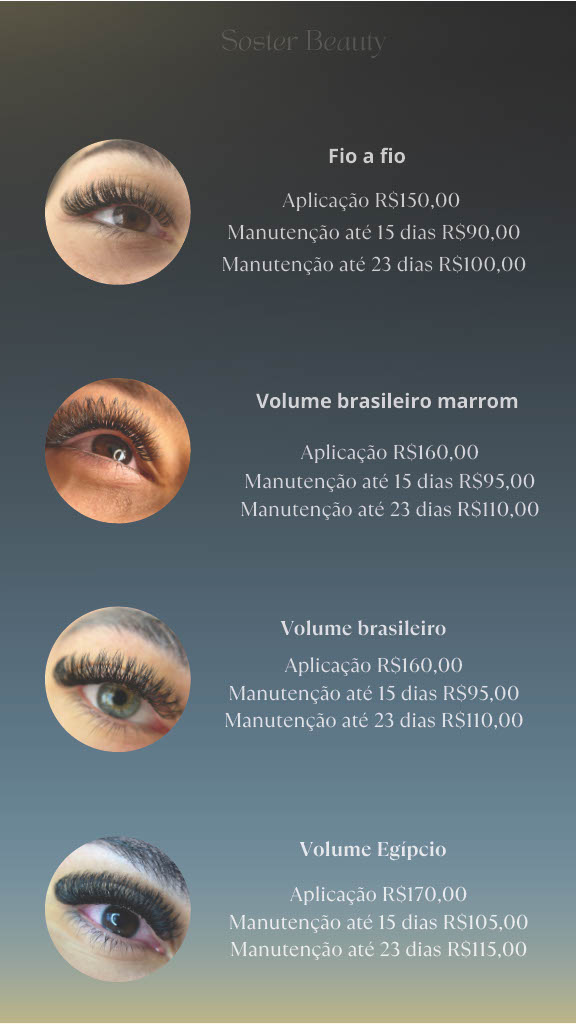 Soster Beauty
Fio a fio
Aplicação R$150,00
Manutenção até 15 dias R$90,00
Manutenção até 23 dias R$100,00
Volume brasileiro marrom
Aplicação R$160,00
Manutenção até 15 dias R$95,00
Manutenção até 23 dias R$110,00
Volume brasileiro
Aplicação R$160,00
Manutenção até 15 dias R$95,00
Manutenção até 23 dias R$110,00
Volume Egípcio
Aplicação R$170,00
Manutenção até 15 dias R$105,00
Manutenção até 23 dias R$115,00